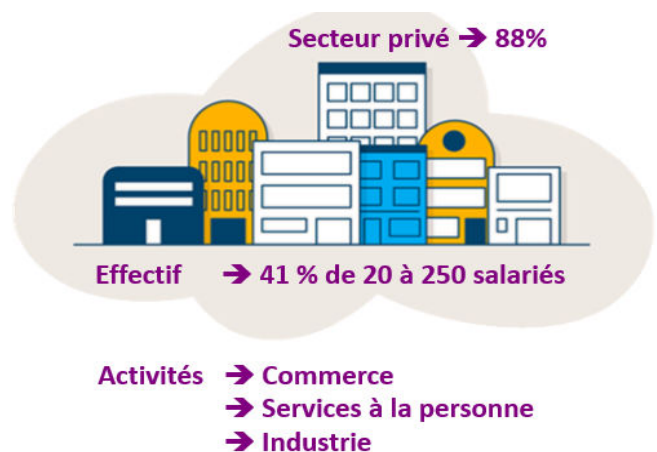 Secteur privé ➔ 88%
Effectif ➔ 41 % de 20 à 250 salariés
Activités ➔ Commerce
➔ Services à la personne
➔ Industrie